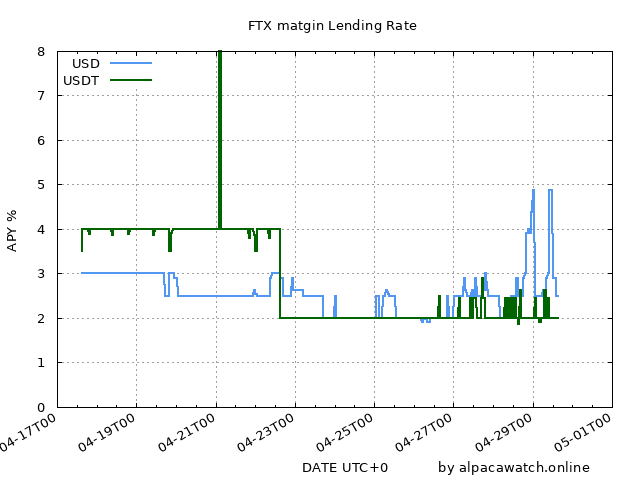 FTX matgin Lending Rate
USD
USDT
8
7
6
5
4
3
2
1
0
APY %
04-17T00
04-19T00
04-21T00
04-23T00
04-25T00
04-27T00
04-29T00
05-01T00
DATE UTC+0
by alpacawatch.online